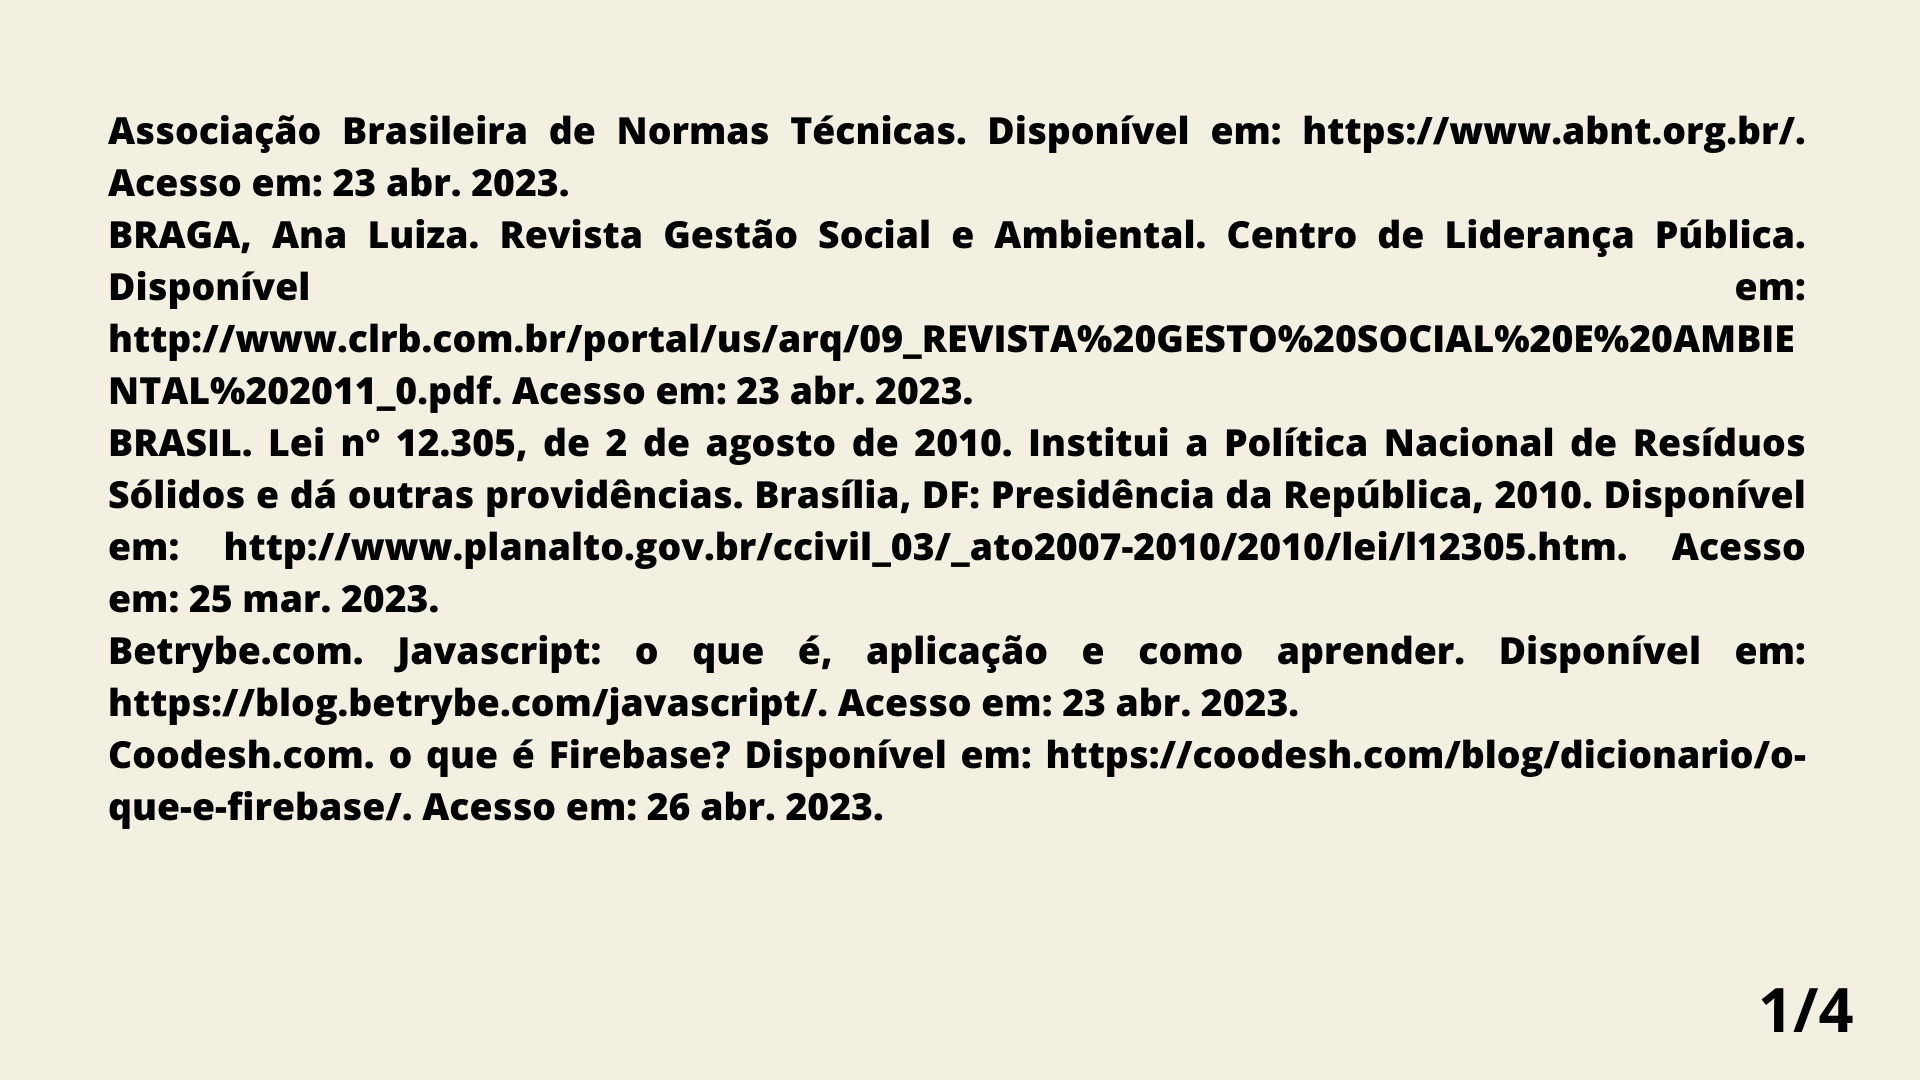 Associação Brasileira de Normas Técnicas. Disponível em: https://www.abnt.org.br/.
Acesso em: 23 abr. 2023.
BRAGA, Ana Luiza. Revista Gestão Social e Ambiental. Centro de Liderança Pública.
Disponível em:
http://www.clrb.com.br/portal/us/arq/09_REVISTA%20GESTO%20SOCIAL%20E%20AMBIE
NTAL%202011_0.pdf. Acesso em: 23 abr. 2023.
BRASIL. Lei nº 12.305, de 2 de agosto de 2010. Institui a Política Nacional de Resíduos
Sólidos e dá outras providências. Brasília, DF: Presidência da República, 2010. Disponível
em: http://www.planalto.gov.br/ccivil_03/_ato2007-2010/2010/lei/l12305.htm. Acesso
em: 25 mar. 2023.
Betrybe.com. Javascript: o que é, aplicação e como aprender. Disponível em:
https://blog.betrybe.com/javascript/. Acesso em: 23 abr. 2023.
Coodesh.com. o que é Firebase? Disponível em: https://coodesh.com/blog/dicionario/o-
que-e-firebase/. Acesso em: 26 abr. 2023.
1/4